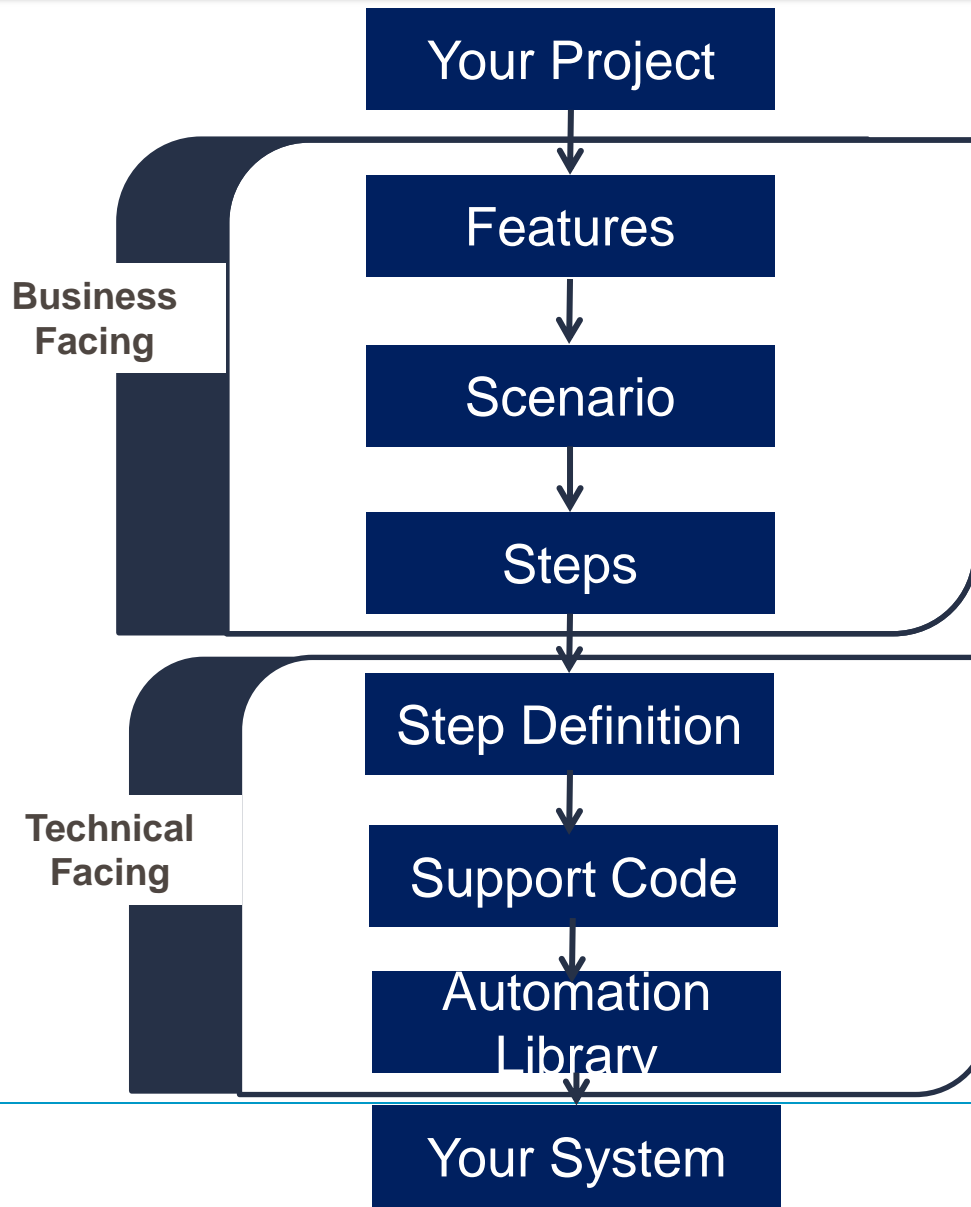 Your Project
Features
Business
Facing
Scenario
Steps
Step Definition
Technical
Facing
Support Code
Automation
Library
Your System